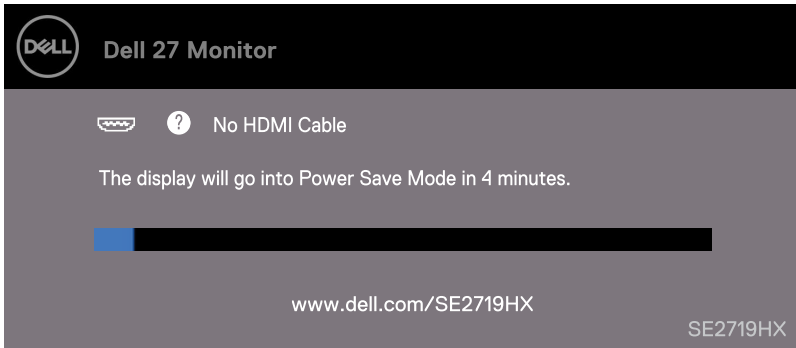 DELL
Dell 27 Monitor
? No HDMI Cable
The display will go into Power Save Mode in 4 minutes.
www.dell.com/SE2719HX
SE2719HX